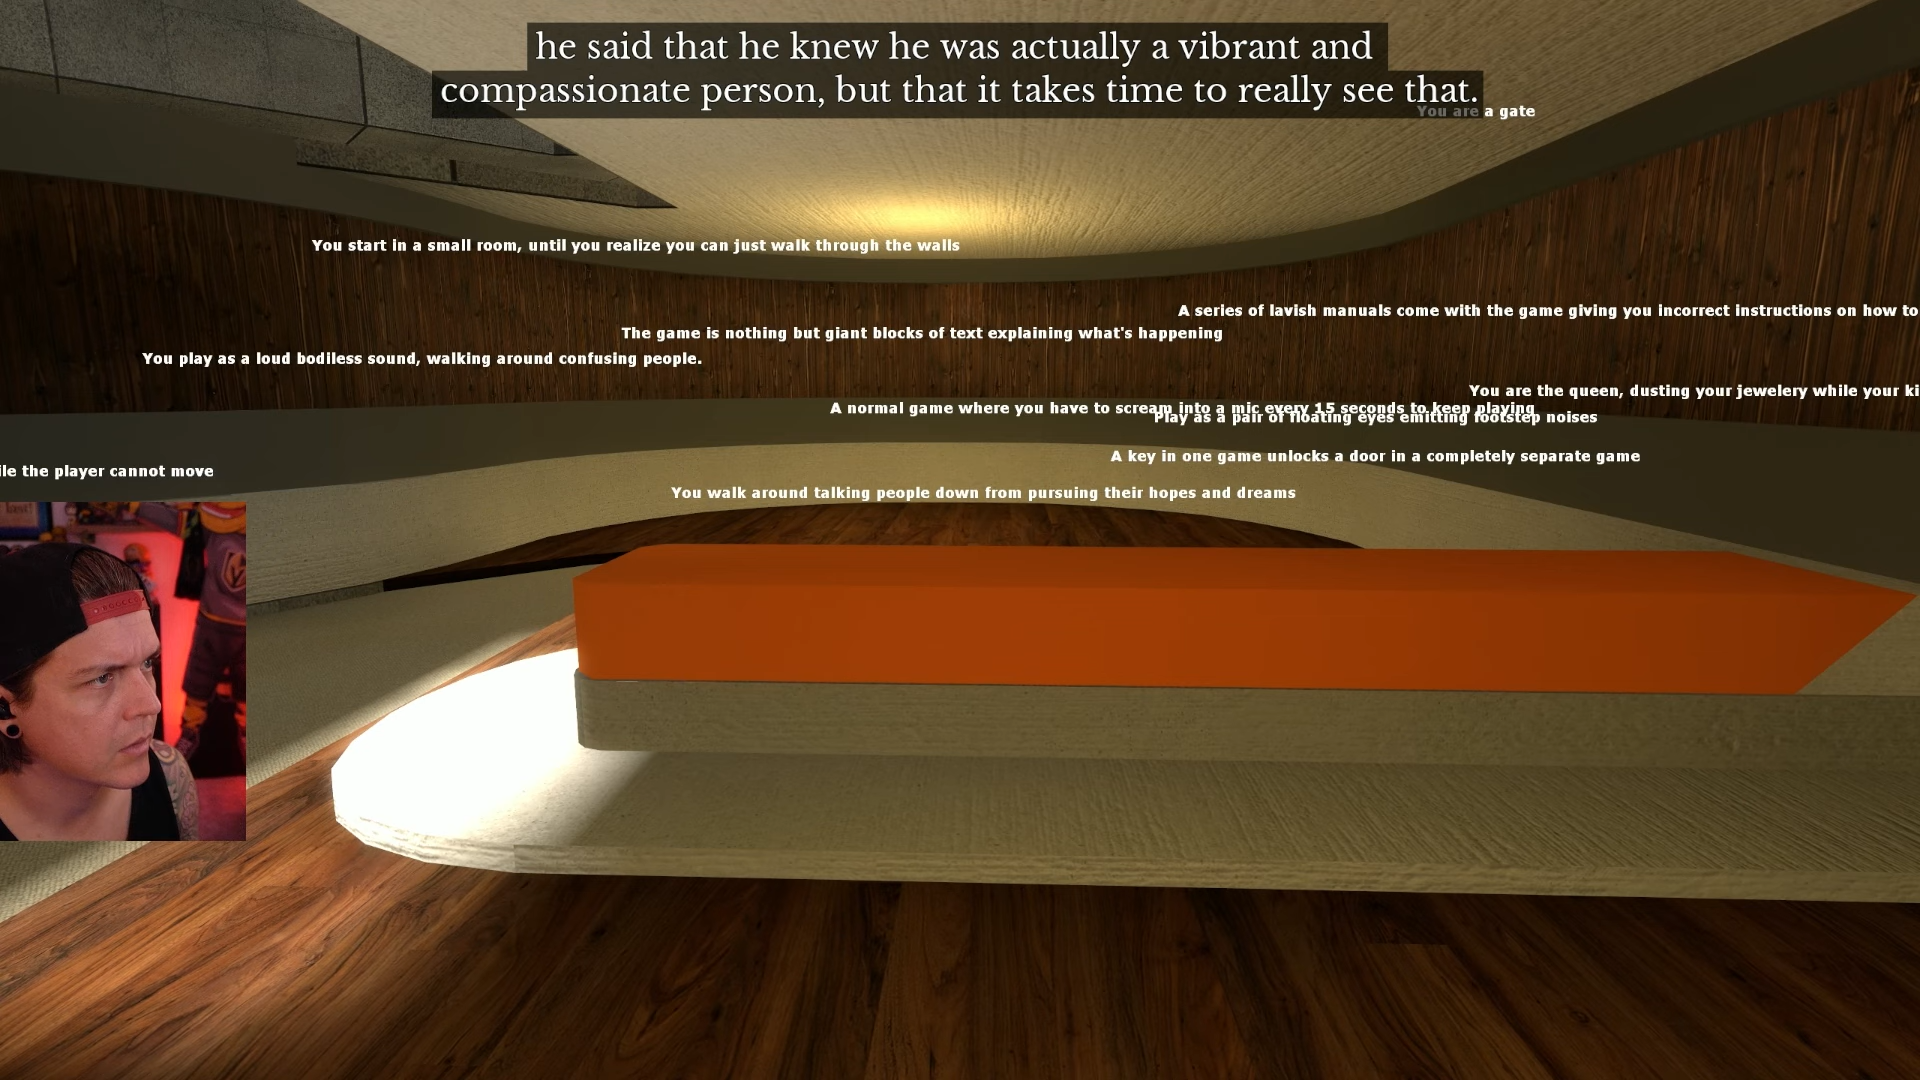 he said that he knew he was actually a vibrant and
compassionate person, but that it takes time to really see that.
You are a gate
You start in a small room, until you realize you can just walk through the walls
A series of lavish manuals come with the game giving you incorrect instructions on how to
The game is nothing but giant blocks of text explaining what's happening
You play as a loud bodiless sound, walking around confusing people.
You are the queen, dusting your jewelery while your ki
A normal game where you have to scream into a mic every 15 seconds to keep playing
Play as a pair of floating eyes emitting footstep noises
A key in one game unlocks a door in a completely separate game
ile the player cannot move
You walk around talking people down from pursuing their hopes and dreams